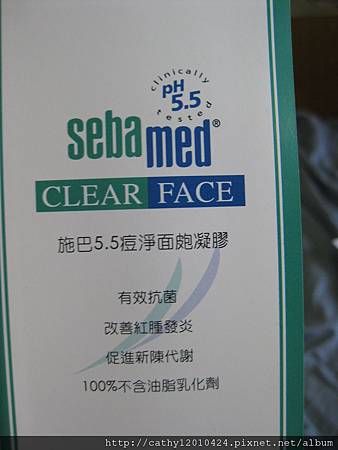 clinically tested
pH
5.5
sebamed®
CLEAR FACE
施巴5.5痘淨面皰凝膠
有效抗菌
改善紅腫發炎
促進新陳代謝
100%不含油脂乳化劑
http://cathy12010424.pixnet.net/album